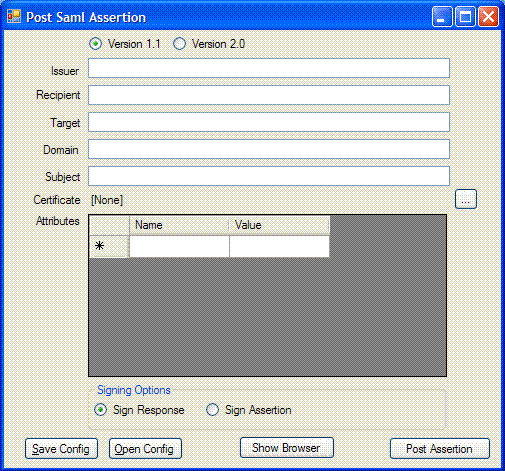 Post Saml Assertion
Version 1.1 Version 2.0
Issuer
Recipient
Target
Domain
Subject
Certificate [None] ...
Attributes Name Value
Signing Options
Sign Response Sign Assertion
Save Config Open Config Show Browser Post Assertion